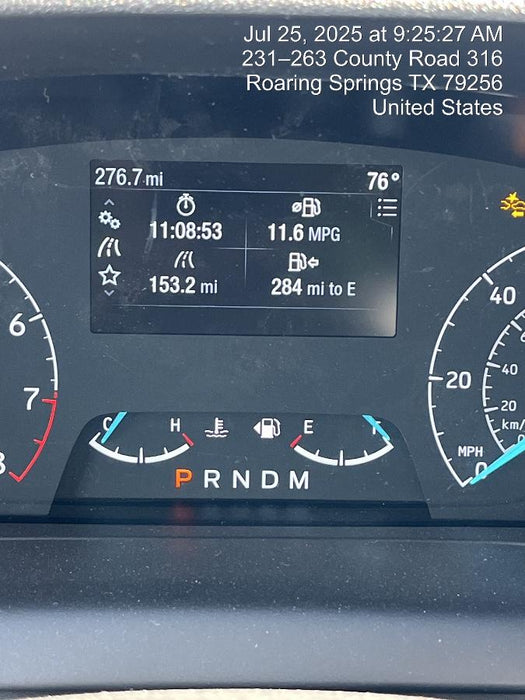 Jul 25, 2025 at 9:25:27 AM
231–263 County Road 316
Roaring Springs TX 79256
United States
276.7 mi 76°
11:08:53 11.6 MPG
153.2 mi 284 mi to E
6
7
8
40
20
40
20
km/
MPH
0
C H E F
P R N D M